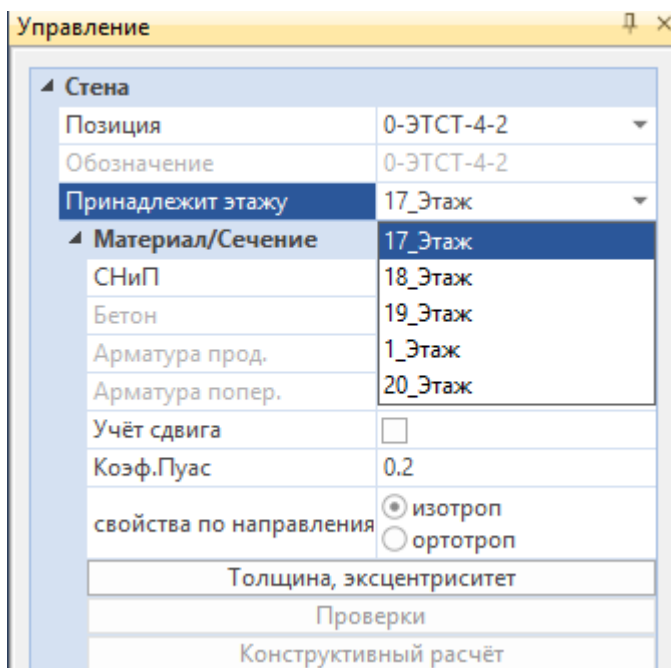 Управление
Стена
Позиция 0-ЭТСТ-4-2
Обозначение 0-ЭТСТ-4-2
Принадлежит этажу 17_Этаж
Материал/Сечение 17_Этаж
СНиП 18_Этаж
Бетон 19_Этаж
Арматура прод. 1_Этаж
Арматура попер. 20_Этаж
Учёт сдвига
Коэф.Пуас 0.2
свойства по направления изотроп
ортотроп
Толщина, эксцентриситет
Проверки
Конструктивный расчёт